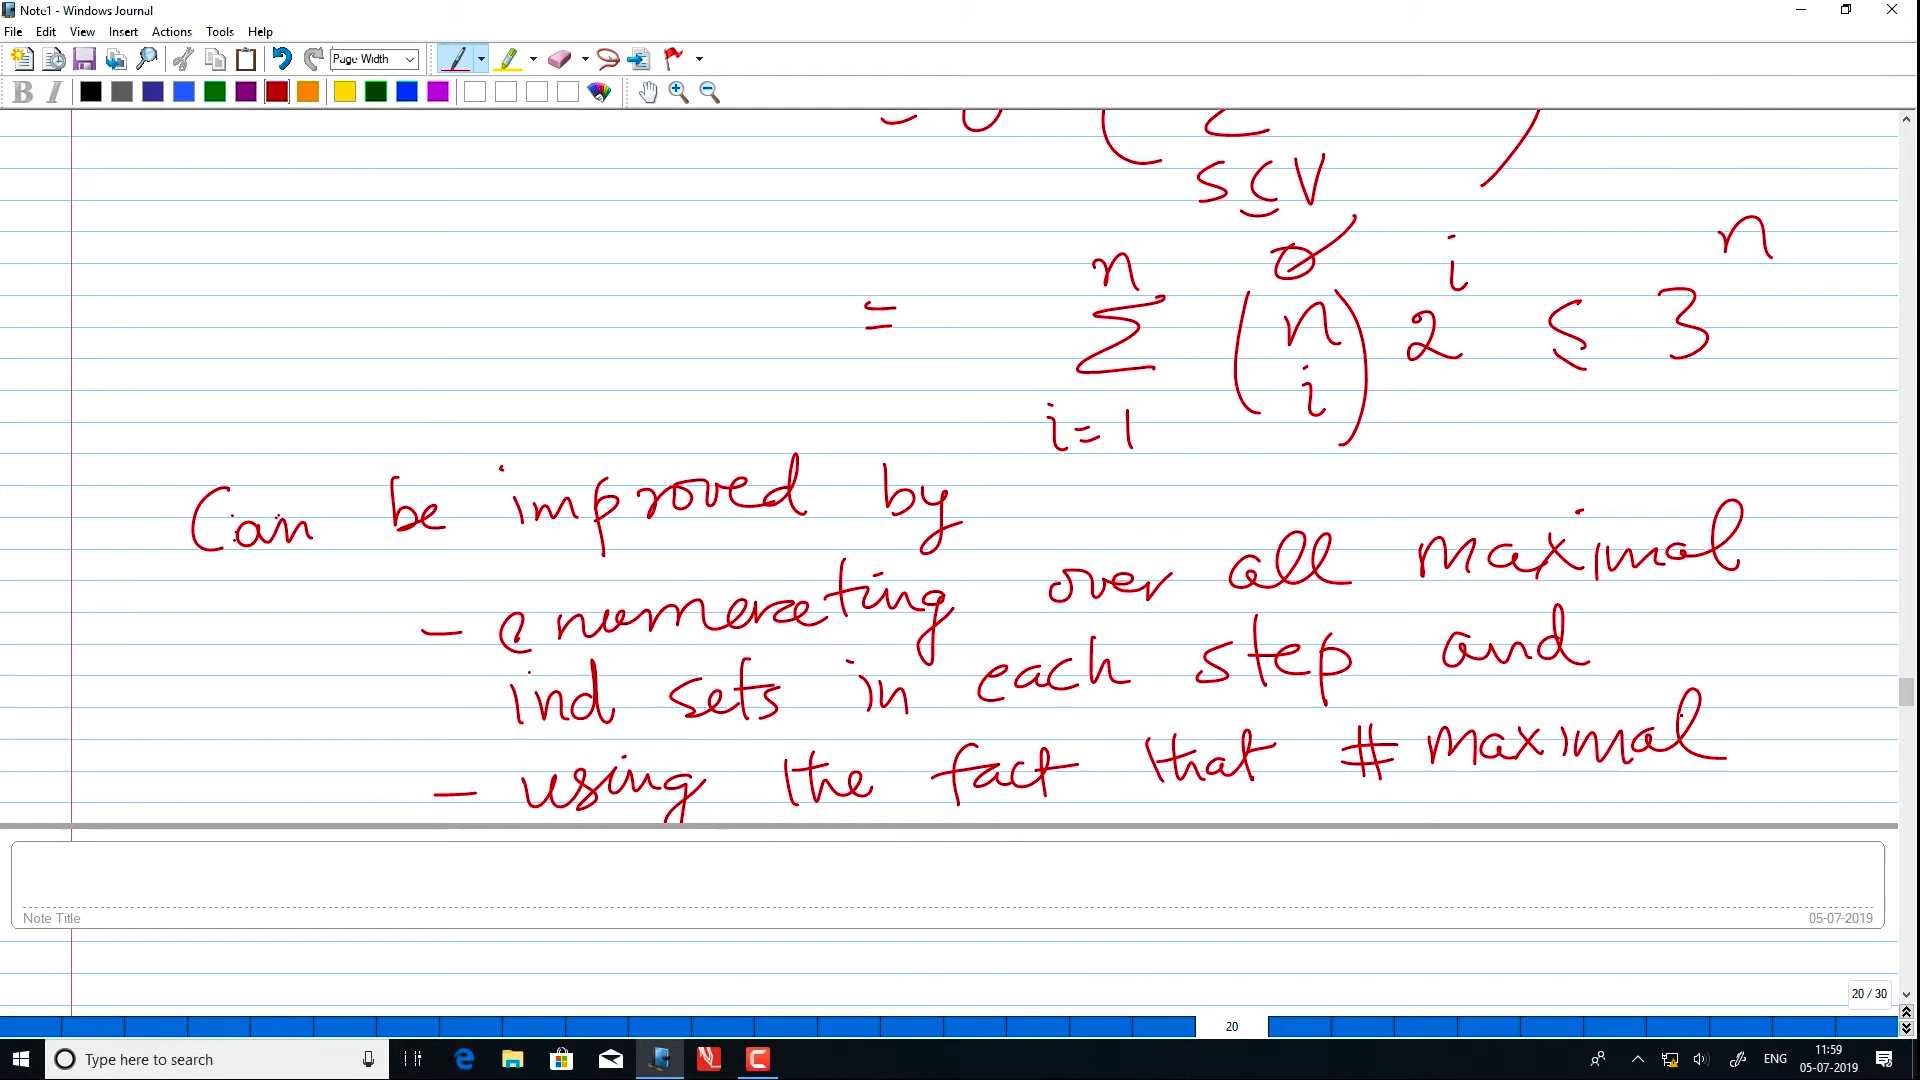 Note1 - Windows Journal
File Edit View Insert Actions Tools Help
Page Width
B I
S ⊆ V
= n Σ i=1 (n i) 2^i ≤ 3^n
Can be improved by
- enumerating over all maximal
ind sets in each step and
- using the fact that # maximal
Note Title
05-07-2019
20 / 30
20
Type here to search
ENG
11:59
05-07-2019